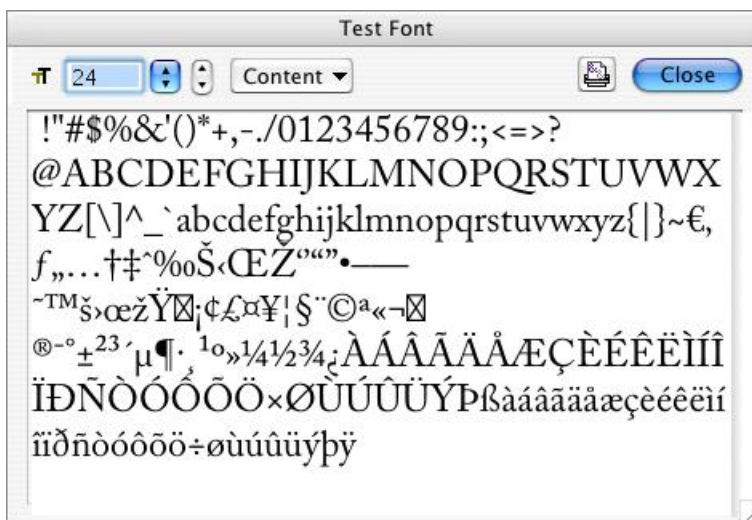 Test Font
24 Content Close
!"#$%&'()*+,-./0123456789:;<=>?
@ABCDEFGHIJKLMNOPQRSTUVWX
YZ[\]^_`abcdefghijklmnopqrstuvwxyz{|}~€,
ƒ„…†‡ˆ‰Š‹ŒŽ‘’“”•–—
˜™š›œžŸ☒¡¢£¤¥¦§¨©ª«¬☒
®¯°±²³´µ¶·¸¹º»¼½¾¿ÀÁÂÃÄÅÆÇÈÉÊËÌÍÎ
ÏÐÑÒÓÔÕÖ×ØÙÚÛÜÝÞßàáâãäåæçèéêëìí
îïðñòóôõö÷øùúûüýþÿ